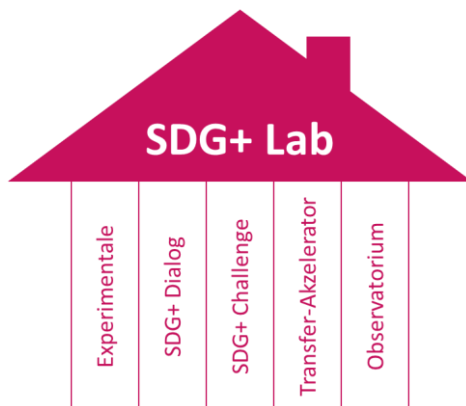 SDG+ Lab
Experimentale
SDG+ Dialog
SDG+ Challenge
Transfer-Akzelerator
Observatorium